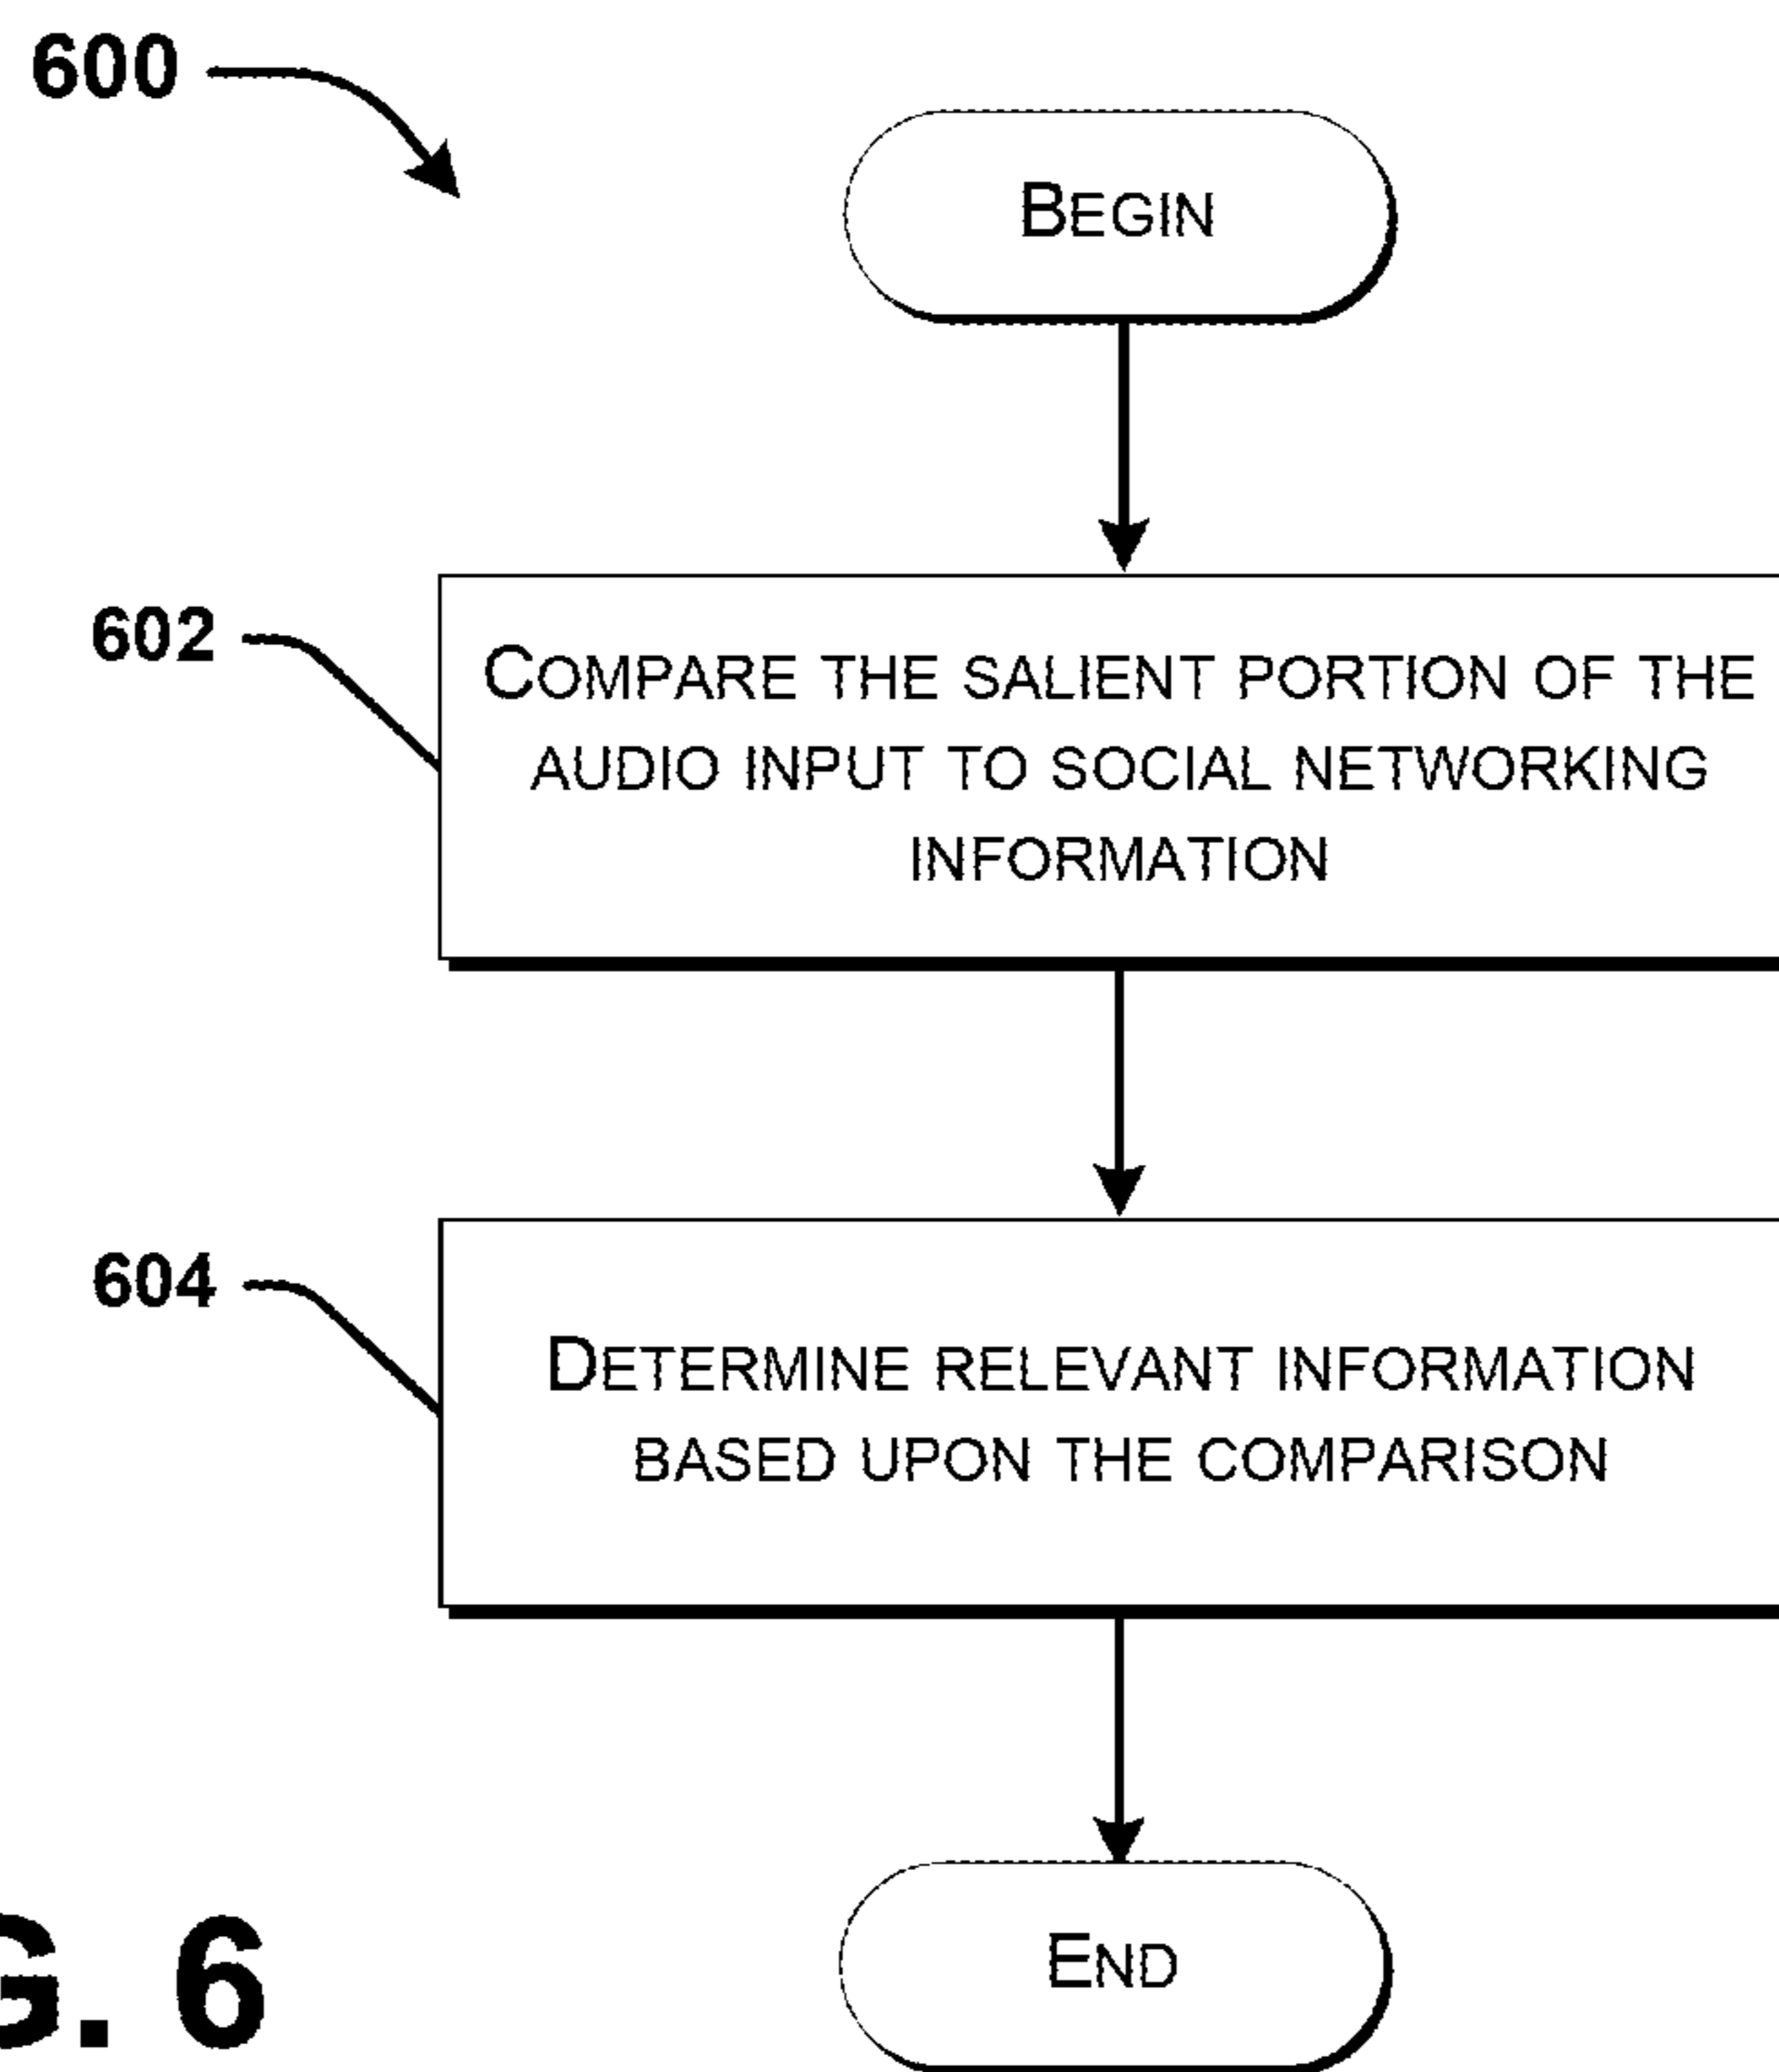 600
BEGIN
602
COMPARE THE SALIENT PORTION OF THE
AUDIO INPUT TO SOCIAL NETWORKING
INFORMATION
604
DETERMINE RELEVANT INFORMATION
BASED UPON THE COMPARISON
END
G. 6